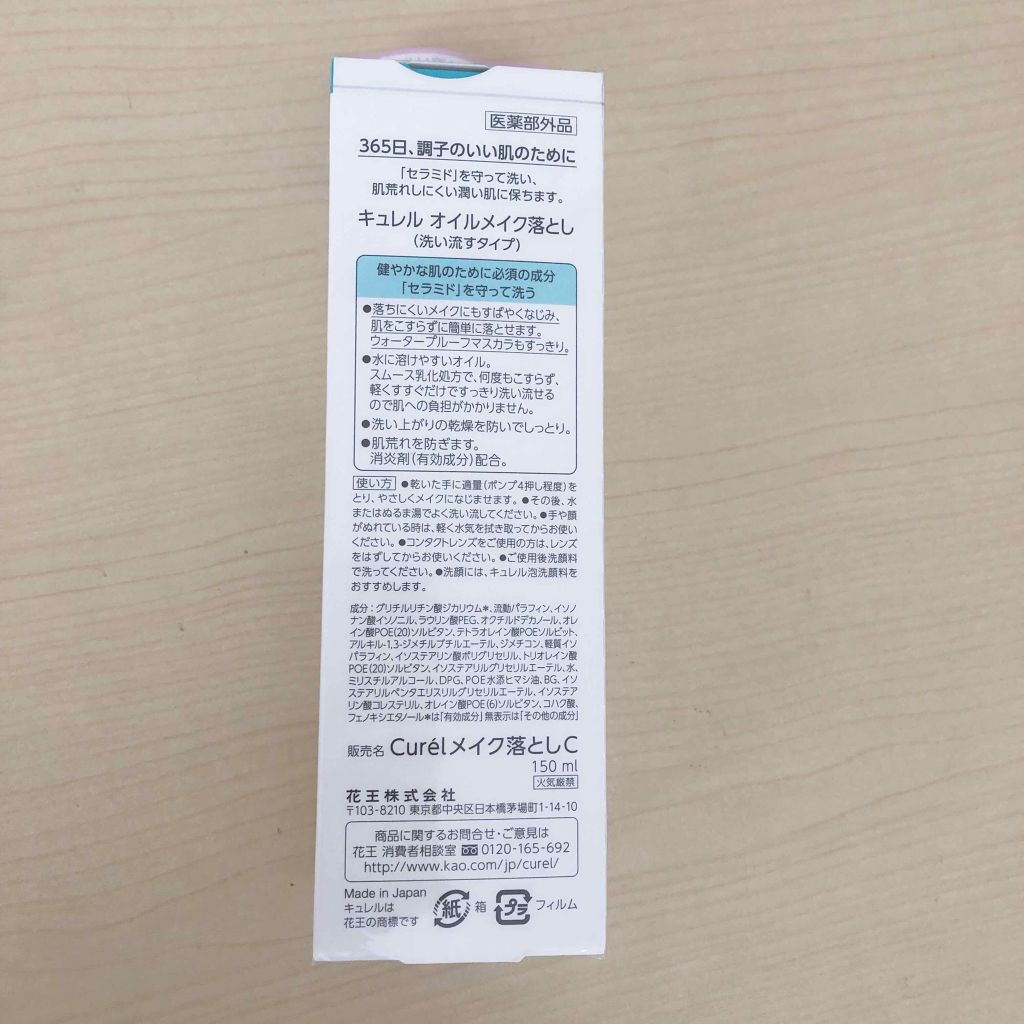 医薬部外品
365日、調子のいい肌のために
「セラミド」を守って洗い、
肌荒れしにくい潤い肌に保ちます。
キュレル オイルメイク落とし
(洗い流すタイプ)
健やかな肌のために必須の成分
「セラミド」を守って洗う
●落ちにくいメイクにもすばやくなじみ、
肌をこすらずに簡単に落とせます。
ウォータープルーフマスカラもすっきり。
●水に溶けやすいオイル。
スムース乳化処方で、何度もこすらず、
軽くすすぐだけですっきり洗い流せる
ので肌への負担がかかりません。
●洗い上がりの乾燥を防いでしっとり。
●肌荒れを防ぎます。
消炎剤(有効成分)配合。
使い方 ●乾いた手に適量(ポンプ4押し程度)を
とり、やさしくメイクになじませます。●その後、水
またはぬるま湯でよく洗い流してください。●手や顔
がぬれている時は、軽く水気を拭き取ってからお使い
ください。●コンタクトレンズをご使用の方は、レンズ
をはずしてからお使いください。●ご使用後洗顔料
で洗ってください。●洗顔には、キュレル泡洗顔料を
おすすめします。
成分:グリチルリチン酸ジカリウム*、流動パラフィン、イソノ
ナン酸イソノニル、ラウリン酸PEG、オクチルドデカノール、オレ
イン酸POE(20)ソルビタン、テトラオレイン酸POEソルビット、
アルキル-1,3-ジメチルブチルエーテル、ジメチコン、軽質イソ
パラフィン、イソステアリン酸ポリグリセリル、トリオレイン酸
POE(20)ソルビタン、イソステアリルグリセリルエーテル、水、
ミリスチルアルコール、DPG、POE水添ヒマシ油、BG、イソ
ステアリルペンタエリスリルグリセリルエーテル、イソステア
リン酸コレステリル、オレイン酸POE(6)ソルビタン、コハク酸、
フェノキシエタノール*は「有効成分」無表示は「その他の成分」
販売名 Curélメイク落としC
150 ml
火気厳禁
花王株式会社
〒103-8210 東京都中央区日本橋茅場町1-14-10
商品に関するお問合せ・ご意見は
花王 消費者相談室 0120-165-692
http://www.kao.com/jp/curel/
Made in Japan
キュレルは
花王の商標です
紙 箱 プラ フィルム